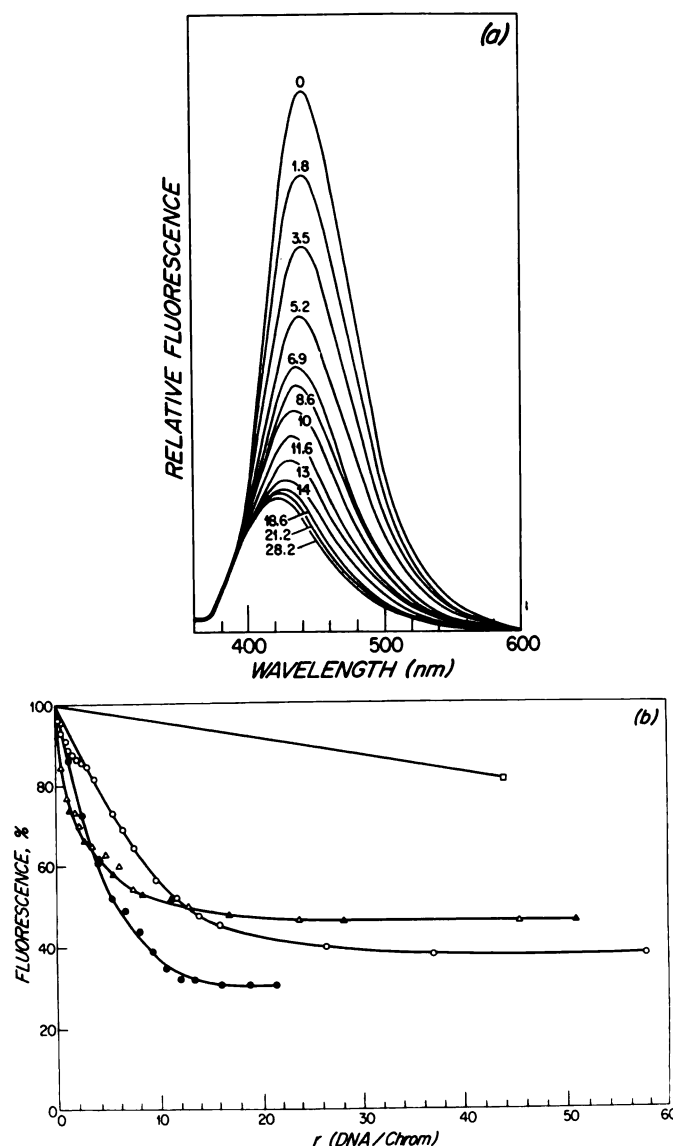 (a)
0
1.8
3.5
5.2
6.9
8.6
10
11.6
13
14
18.6
21.2
28.2
RELATIVE FLUORESCENCE
400 500 600
WAVELENGTH (nm)
(b)
100
80
60
40
20
0
FLUORESCENCE, %
0 10 20 30 40 50 60
r (DNA/Chrom)